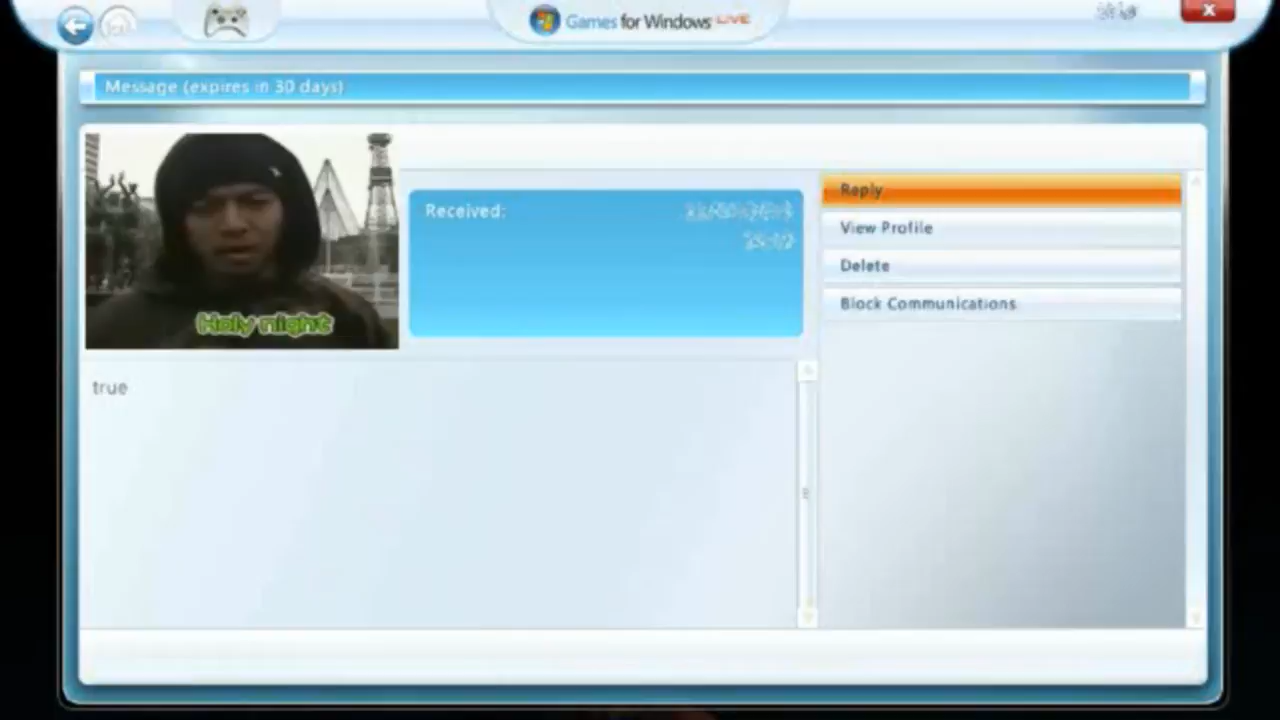 Games for Windows LIVE
Message (expires in 30 days)
Received:
Holy night
true
Reply
View Profile
Delete
Block Communications